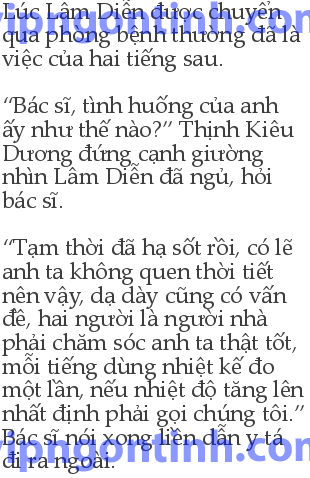 Lúc Lâm Diễn được chuyển
qua phòng bệnh thường đã là
việc của hai tiếng sau.
“Bác sĩ, tình huống của anh
ấy như thế nào?” Thịnh Kiêu
Dương đứng cạnh giường
nhìn Lâm Diễn đã ngủ, hỏi
bác sĩ.
“Tạm thời đã hạ sốt rồi, có lẽ
anh ta không quen thời tiết
nên vậy, dạ dày cũng có vấn
đề, hai người là người nhà
phải chăm sóc anh ta thật tốt,
mỗi tiếng dùng nhiệt kế đo
một lần, nếu nhiệt độ tăng lên
nhất định phải gọi chúng tôi.”
Bác sĩ nói xong liền dẫn y tá
đi ra ngoài.
vipngontinh.com